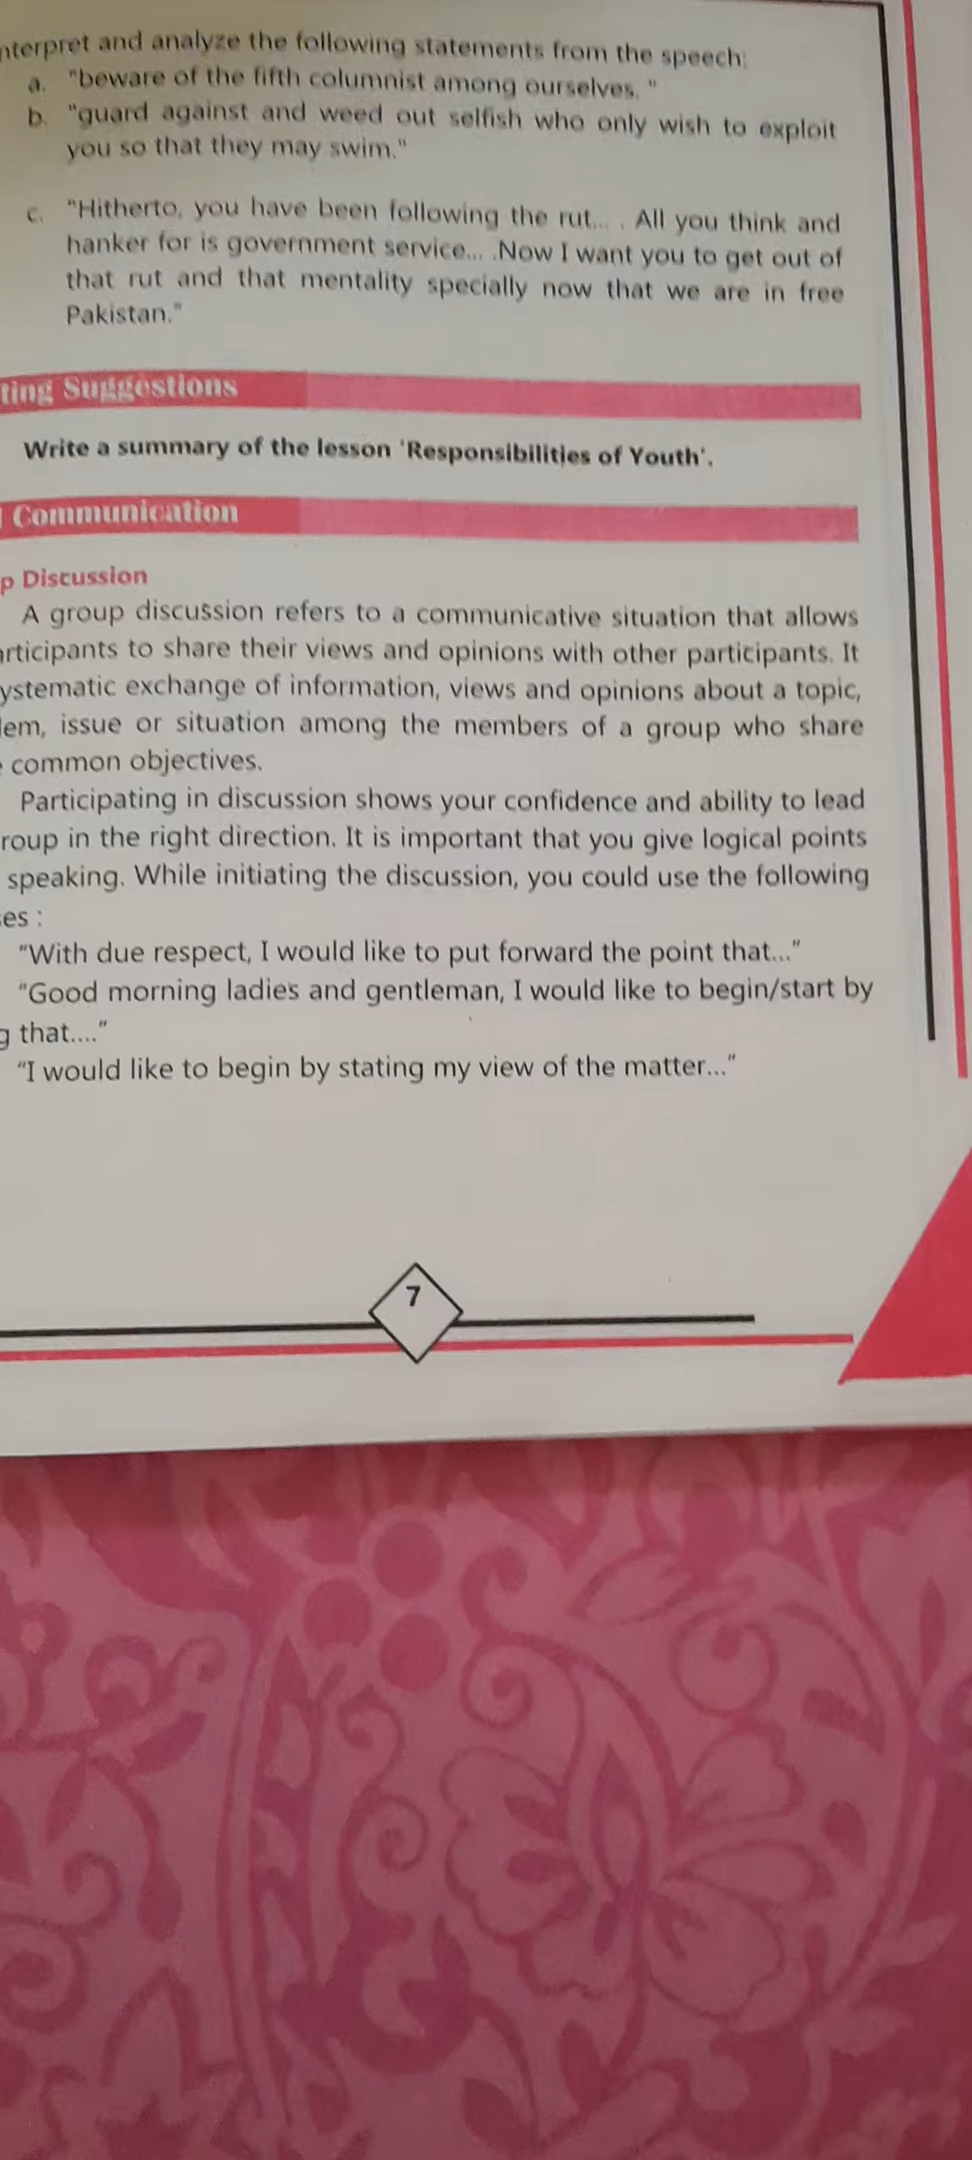 nterpret and analyze the following statements from the speech:
a. "beware of the fifth columnist among ourselves. "
b. "guard against and weed out selfish who only wish to exploit
you so that they may swim."
c. "Hitherto, you have been following the rut... . All you think and
hanker for is government service... .Now I want you to get out of
that rut and that mentality specially now that we are in free
Pakistan."
ting Suggestions
Write a summary of the lesson 'Responsibilities of Youth'.
l Communication
p Discussion
A group discussion refers to a communicative situation that allows
articipants to share their views and opinions with other participants. It
ystematic exchange of information, views and opinions about a topic,
lem, issue or situation among the members of a group who share
e common objectives.
Participating in discussion shows your confidence and ability to lead
roup in the right direction. It is important that you give logical points
speaking. While initiating the discussion, you could use the following
es :
"With due respect, I would like to put forward the point that..."
"Good morning ladies and gentleman, I would like to begin/start by
g that...."
"I would like to begin by stating my view of the matter..."
7